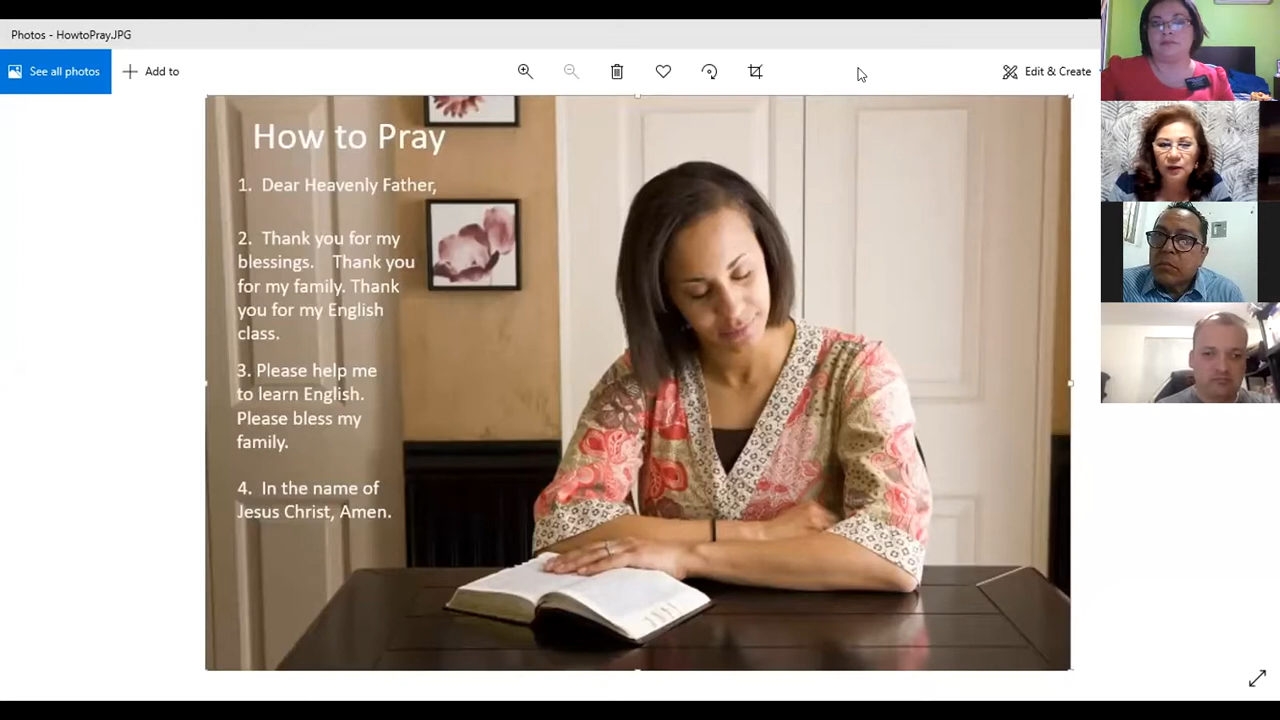 Photos - HowtoPray.JPG
See all photos
Add to
Edit & Create
How to Pray
1. Dear Heavenly Father,
2. Thank you for my
blessings. Thank you
for my family. Thank
you for my English
class.
3. Please help me
to learn English.
Please bless my
family.
4. In the name of
Jesus Christ, Amen.